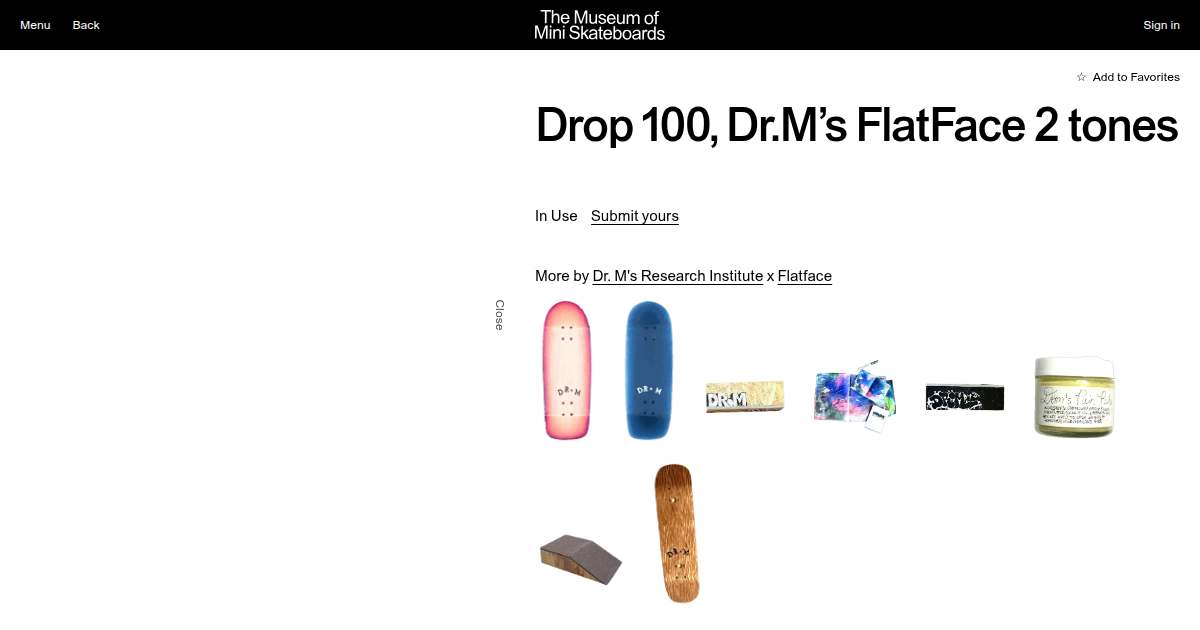 Menu
Back
The Museum of
Mini Skateboards
Sign in
☆ Add to Favorites
Drop 100, Dr.M’s FlatFace 2 tones
In Use Submit yours
More by Dr. M's Research Institute x Flatface
Close
DR·M
DR·M
DR·M
DR·M